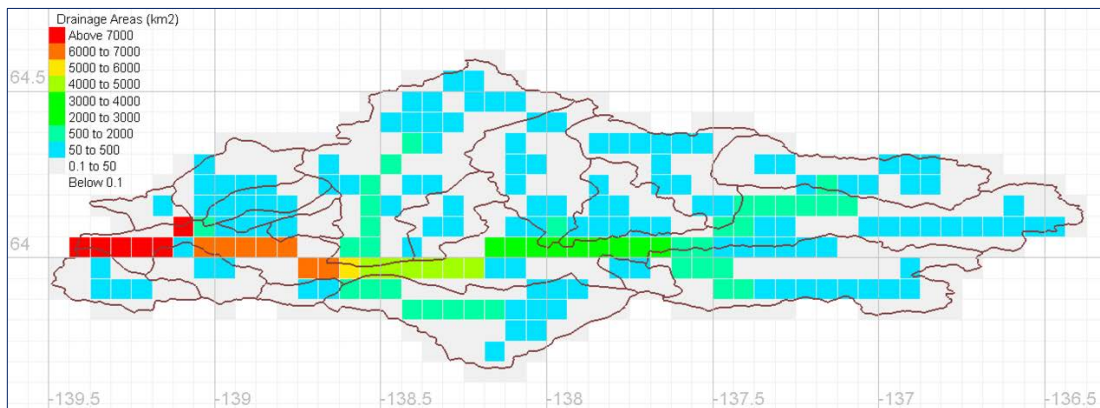 Drainage Areas (km2)
Above 7000
6000 to 7000
5000 to 6000
4000 to 5000
3000 to 4000
2000 to 3000
500 to 2000
50 to 500
0.1 to 50
Below 0.1
64.5
64
-139.5 -139 -138.5 -138 -137.5 -137 -136.5